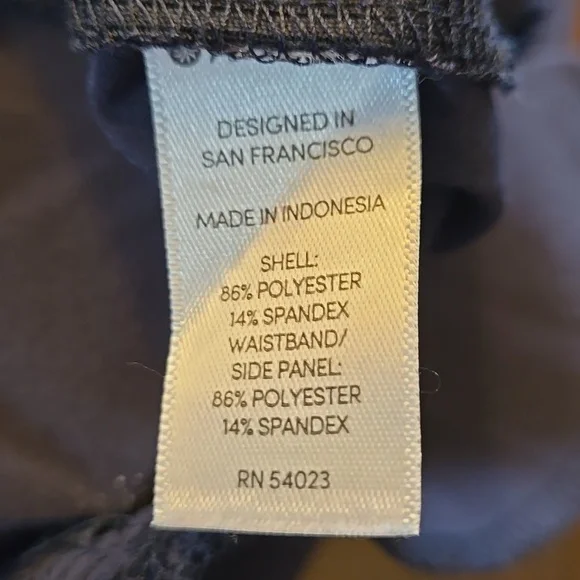 DESIGNED IN
SAN FRANCISCO
MADE IN INDONESIA
SHELL:
86% POLYESTER
14% SPANDEX
WAISTBAND/
SIDE PANEL:
86% POLYESTER
14% SPANDEX
RN 54023